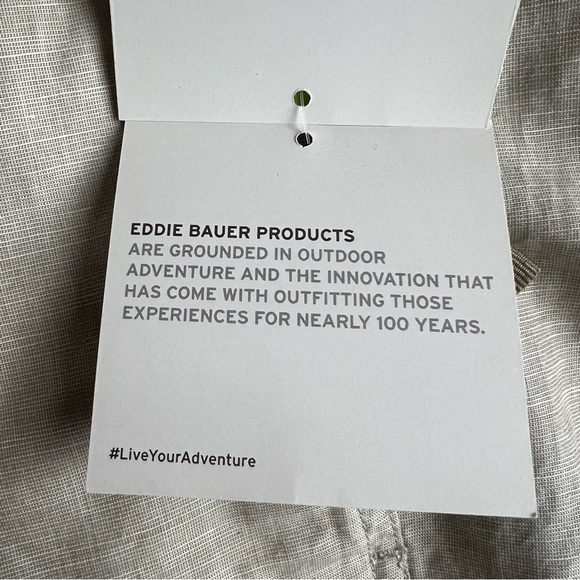 EDDIE BAUER PRODUCTS
ARE GROUNDED IN OUTDOOR
ADVENTURE AND THE INNOVATION THAT
HAS COME WITH OUTFITTING THOSE
EXPERIENCES FOR NEARLY 100 YEARS.
#LiveYourAdventure